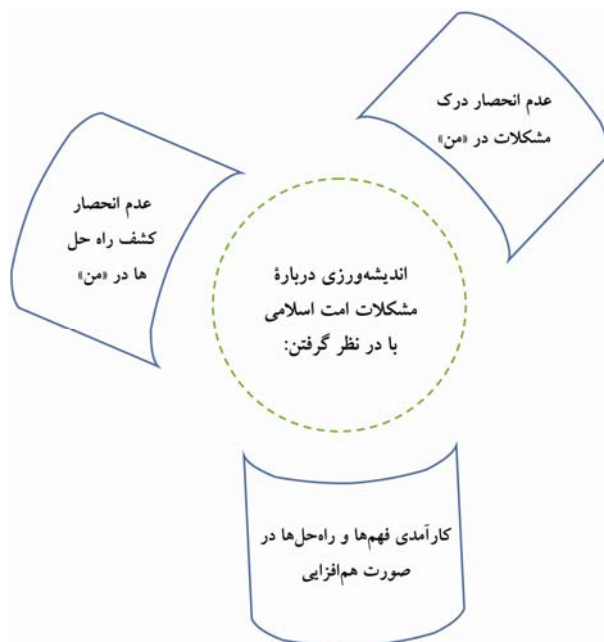 عدم انحصار درک
مشکلات در «من»
عدم انحصار
کشف راه حل
ها در «من»
اندیشه‌ورزی دربارهٔ
مشکلات امت اسلامی
با در نظر گرفتن:
کارآمدی فهم‌ها و راه‌حل‌ها در
صورت هم‌افزایی